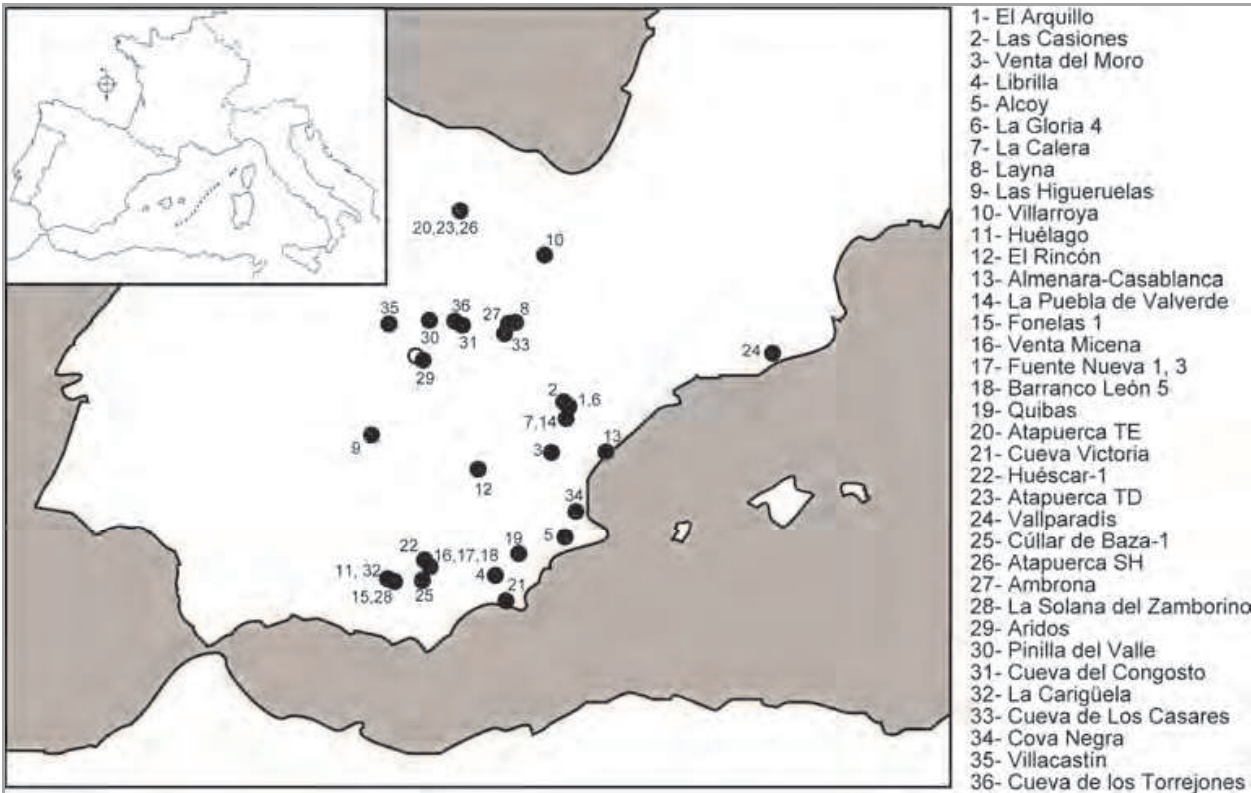 1- El Arquillo
2- Las Casiones
3- Venta del Moro
4- Librilla
5- Alcoy
6- La Gloria 4
7- La Calera
8- Layna
9- Las Higueruelas
10- Villarroya
11- Huélago
12- El Rincón
13- Almenara-Casablanca
14- La Puebla de Valverde
15- Fonelas 1
16- Venta Micena
17- Fuente Nueva 1, 3
18- Barranco León 5
19- Quibas
20- Atapuerca TE
21- Cueva Victoria
22- Huéscar-1
23- Atapuerca TD
24- Vallparadís
25- Cúllar de Baza-1
26- Atapuerca SH
27- Ambrona
28- La Solana del Zamborino
29- Aridos
30- Pinilla del Valle
31- Cueva del Congosto
32- La Carigüela
33- Cueva de Los Casares
34- Cova Negra
35- Villacastín
36- Cueva de los Torrejones
20,23,26
10
35
30
36
31
27
8
33
29
24
2
1,6
7,14
9
3
13
12
34
5
22
16,17,18
19
11, 32
15,28
25
4
21